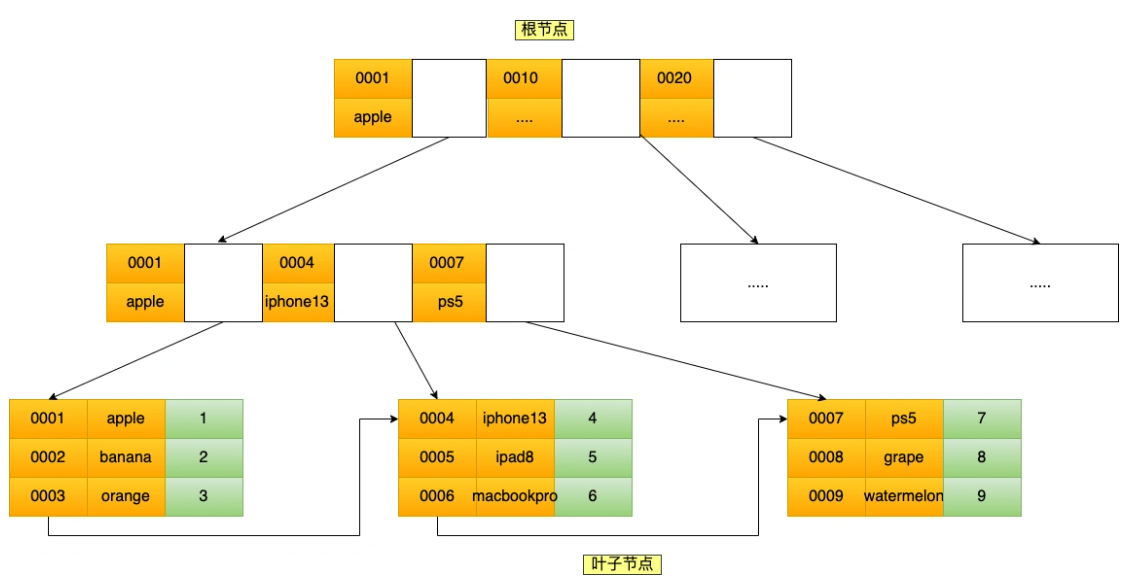 根节点
0001 0010 0020
apple .... ....
0001 0004 0007
apple iphone13 ps5
..... .....
0001 apple 1
0002 banana 2
0003 orange 3
0004 iphone13 4
0005 ipad8 5
0006 macbookpro 6
0007 ps5 7
0008 grape 8
0009 watermelon 9
叶子节点